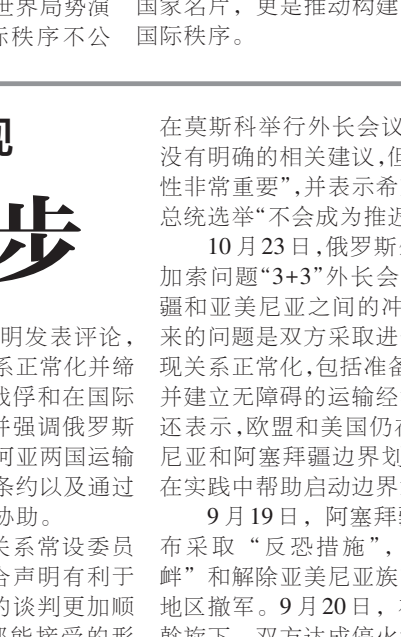 世界局势演
际秩序不公
国家名片，更是推动构建
国际秩序。
步
明发表评论，
系正常化并缔
战俘和在国际
并强调俄罗斯
阿亚两国运输
条约以及通过
协助。
关系常设委员
合声明有利于
的谈判更加顺
在莫斯科举行外长会议
没有明确的相关建议,但
性非常重要”,并表示希
总统选举“不会成为推迟
10月23日,俄罗斯
加索问题“3+3”外长会
疆和亚美尼亚之间的冲
来的问题是双方采取进
现关系正常化,包括准备
并建立无障碍的运输经
还表示,欧盟和美国仍在
尼亚和阿塞拜疆边界划
在实践中帮助启动边界
9月19日，阿塞拜疆
布采取“反恐措施”，
衅”和解除亚美尼亚族
地区撤军。9月20日，
斡旋下，双方达成停火